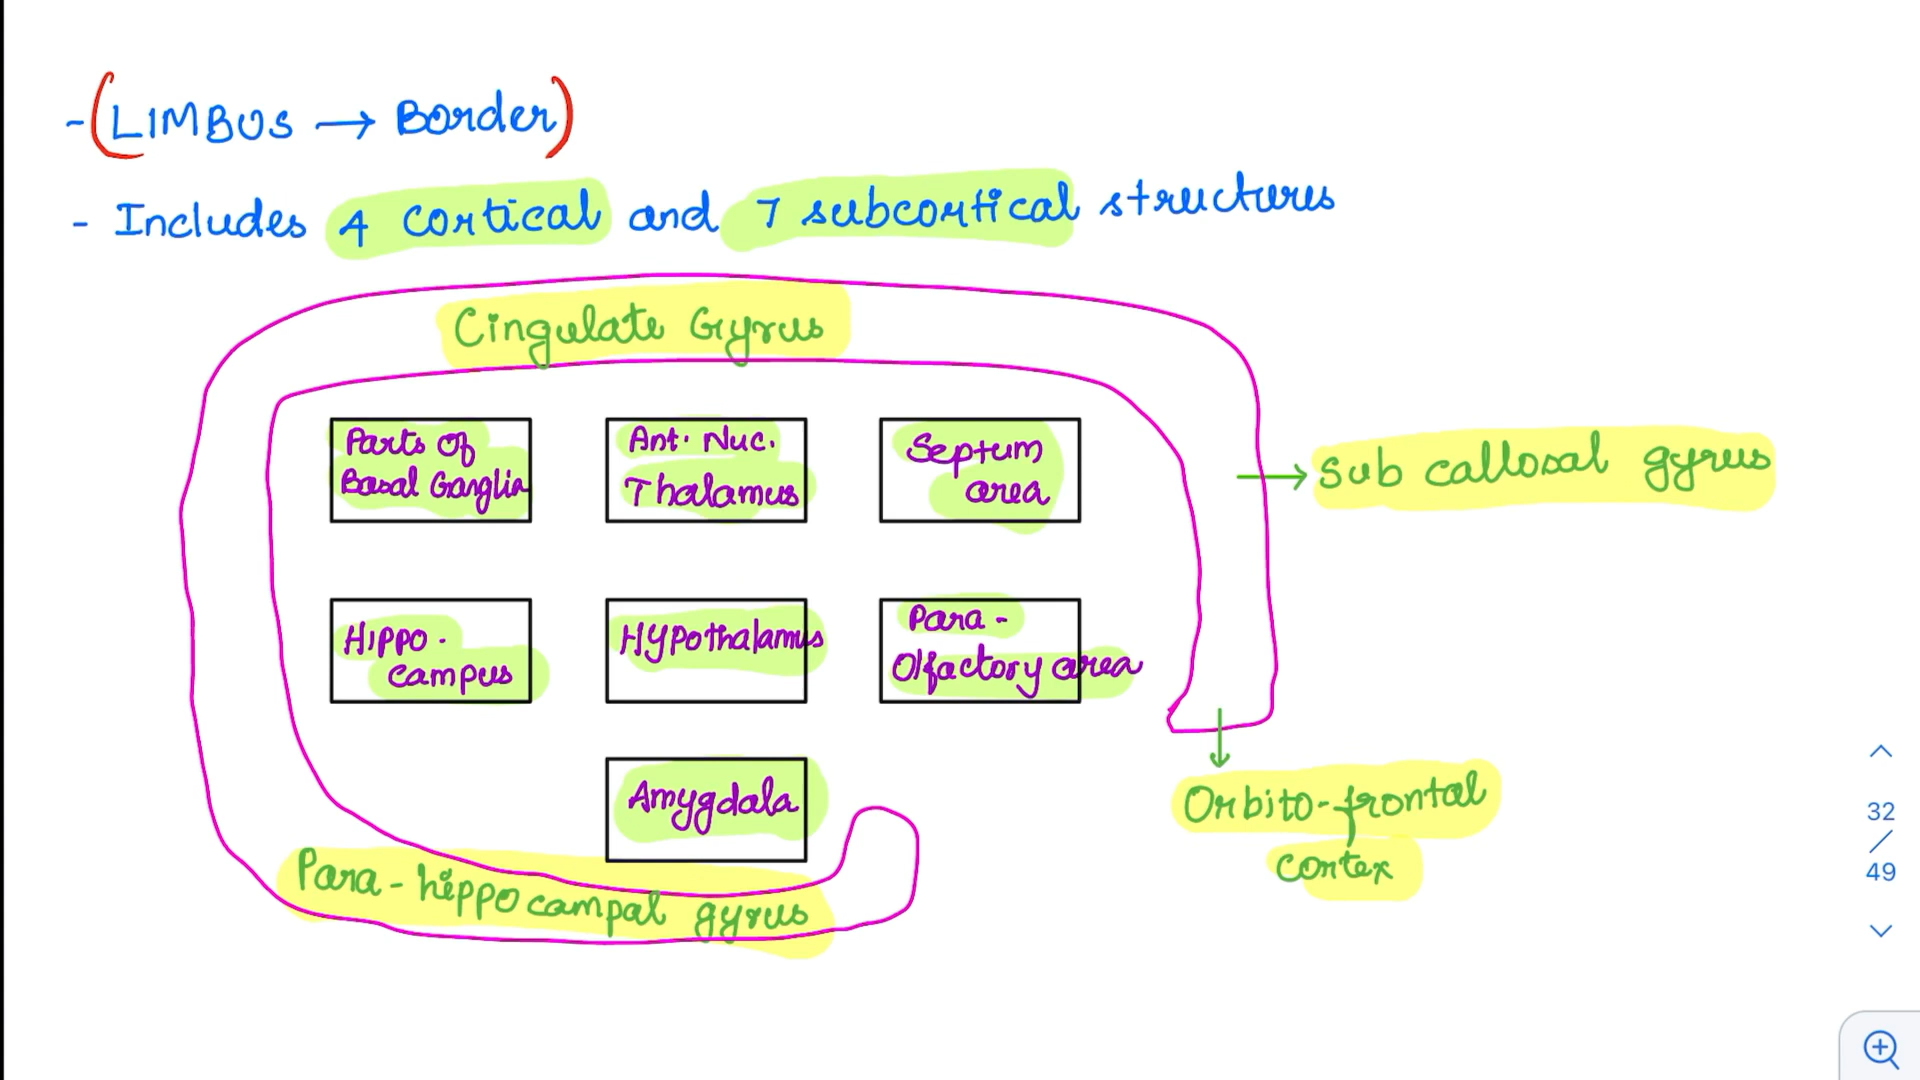 - (LIMBUS → Border)
- Includes 4 cortical and 7 subcortical structures
Cingulate Gyrus
Parts of
Basal Ganglia
Ant. Nuc.
Thalamus
Septum
area
Sub callosal gyrus
Hippo-
campus
Hypothalamus
Para-
Olfactory area
Amygdala
Orbito-frontal
cortex
Para-hippocampal gyrus
32
/
49